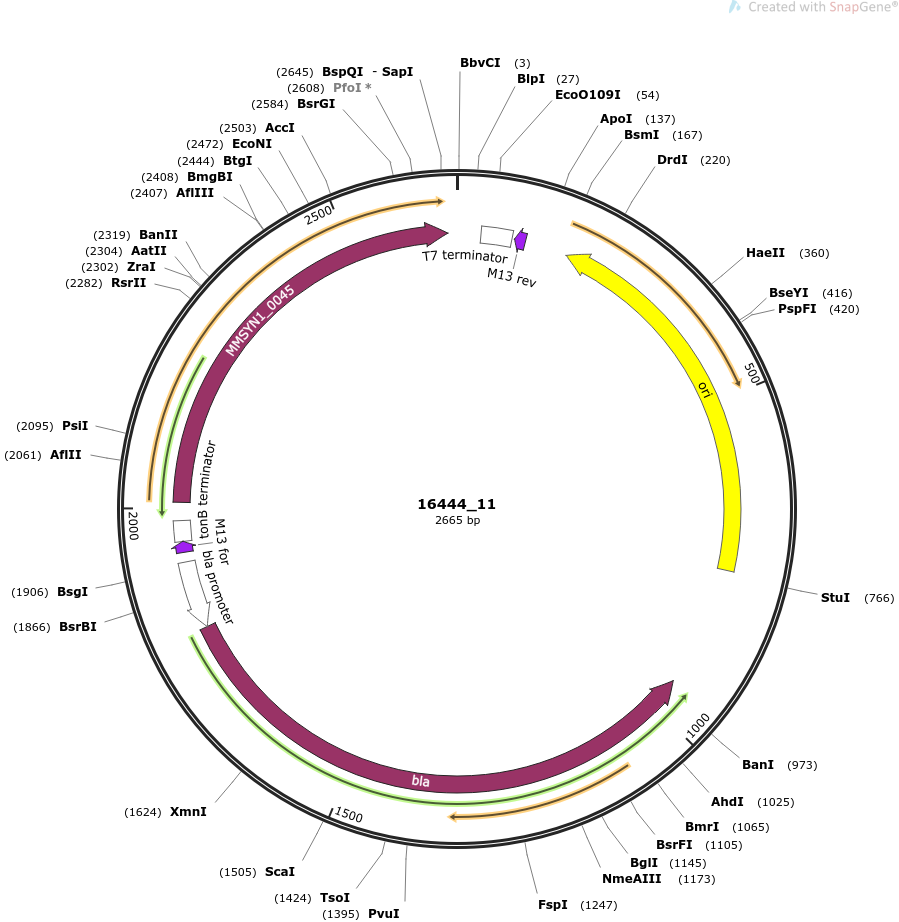 Created with SnapGene®
BbvCI (3)
BlpI (27)
EcoO109I (54)
ApoI (137)
BsmI (167)
DrdI (220)
HaeII (360)
BseYI (416)
PspFI (420)
StuI (766)
BanI (973)
AhdI (1025)
BmrI (1065)
BsrFI (1105)
BglI (1145)
NmeAIII (1173)
FspI (1247)
(1395) PvuI
(1424) TsoI
(1505) ScaI
(1624) XmnI
(1866) BsrBI
(1906) BsgI
(2061) AflII
(2095) PsiI
(2282) RsrII
(2302) ZraI
(2304) AatII
(2319) BanII
(2407) AflIII
(2408) BmgBI
(2444) BtgI
(2472) EcoNI
(2503) AccI
(2584) BsrGI
(2608) PfoI *
(2645) BspQI - SapI
500
1000
1500
2000
2500
T7 terminator
M13 rev
ori
bla
bla promoter
M13 for
tonB terminator
MMSYN1_0045
16444_11
2665 bp